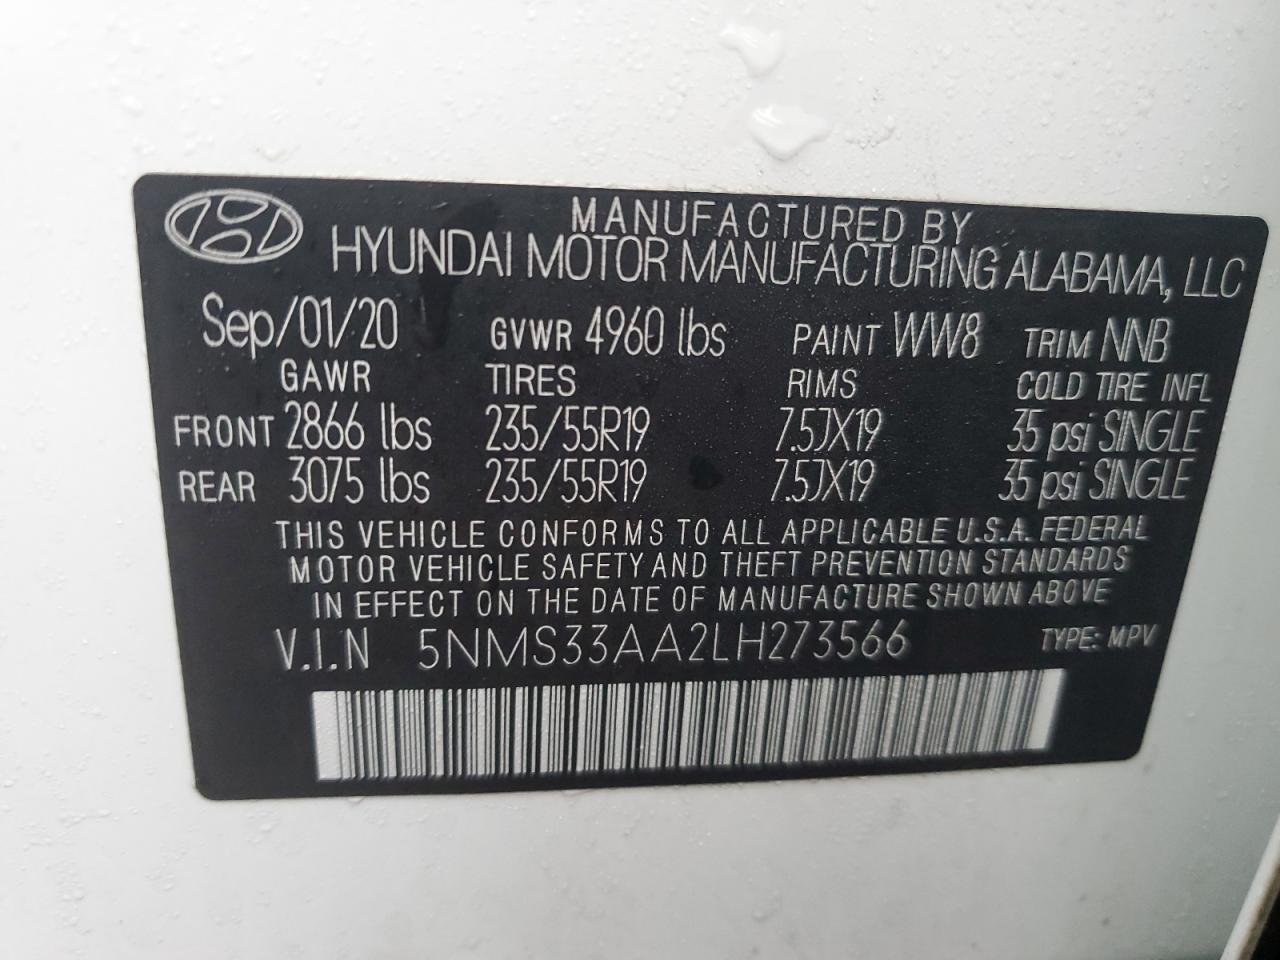 MANUFACTURED BY
HYUNDAI MOTOR MANUFACTURING ALABAMA, LLC
Sep/01/20 GVWR 4960 lbs PAINT WW8 TRIM NNB
GAWR TIRES RIMS COLD TIRE INFL
FRONT 2866 lbs 235/55R19 7.5JX19 35 psi SINGLE
REAR 3075 lbs 235/55R19 7.5JX19 35 psi SINGLE
THIS VEHICLE CONFORMS TO ALL APPLICABLE U.S.A. FEDERAL
MOTOR VEHICLE SAFETY AND THEFT PREVENTION STANDARDS
IN EFFECT ON THE DATE OF MANUFACTURE SHOWN ABOVE
V.I.N 5NMS33AA2LH273566 TYPE: MPV